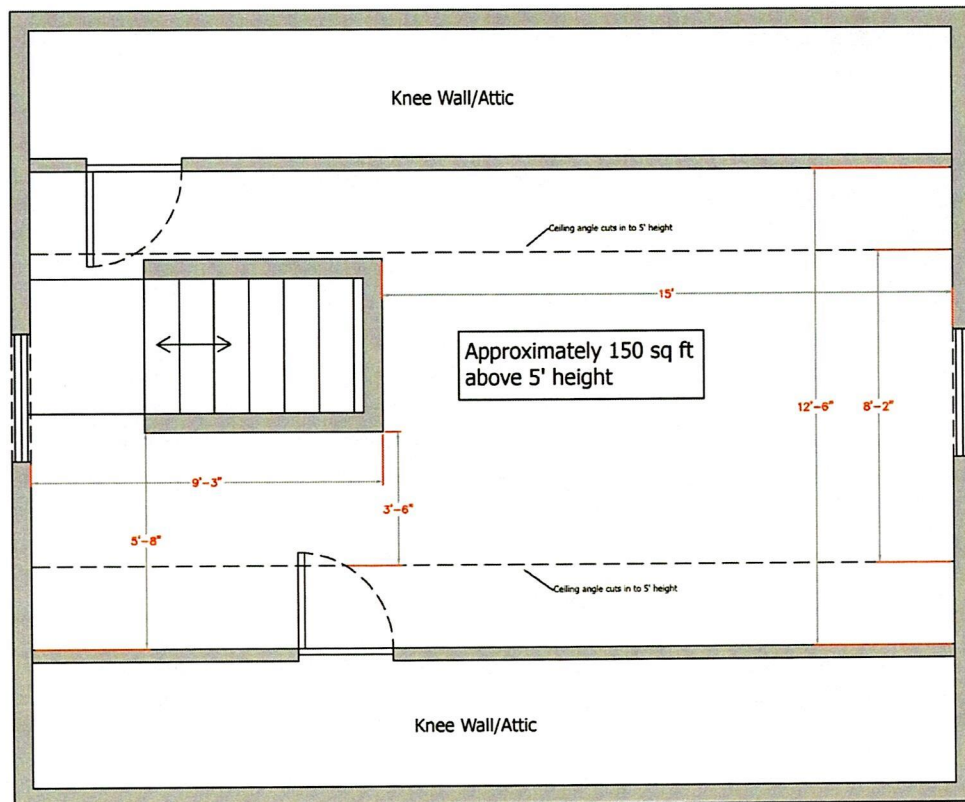 Knee Wall/Attic
Ceiling angle cuts in to 5' height
15'
Approximately 150 sq ft
above 5' height
12'-6"
8'-2"
9'-3"
3'-6"
5'-8"
Ceiling angle cuts in to 5' height
Knee Wall/Attic